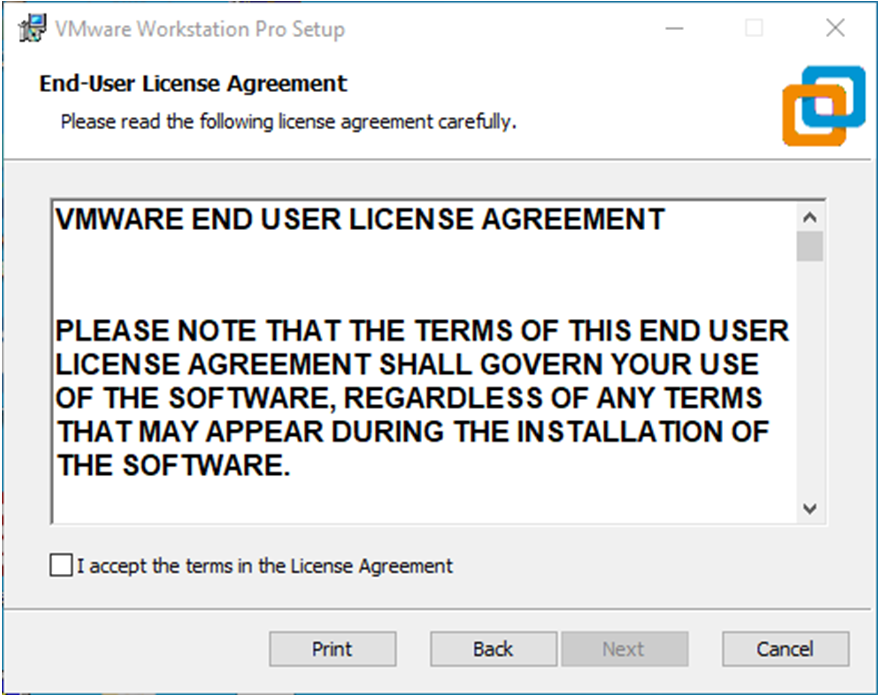 VMware Workstation Pro Setup
End-User License Agreement
Please read the following license agreement carefully.
VMWARE END USER LICENSE AGREEMENT
PLEASE NOTE THAT THE TERMS OF THIS END USER
LICENSE AGREEMENT SHALL GOVERN YOUR USE
OF THE SOFTWARE, REGARDLESS OF ANY TERMS
THAT MAY APPEAR DURING THE INSTALLATION OF
THE SOFTWARE.
I accept the terms in the License Agreement
Print Back Next Cancel